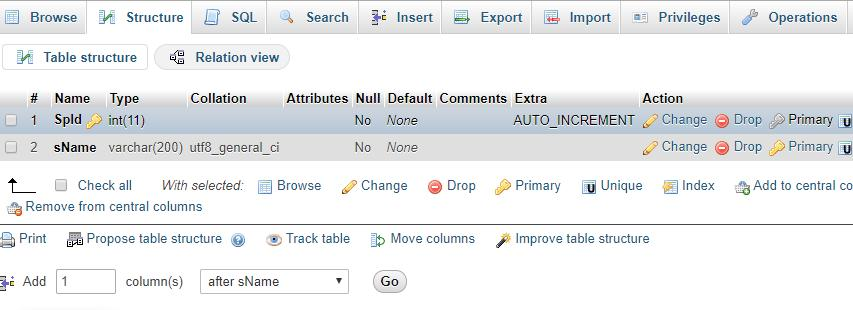 Browse Structure SQL Search Insert Export Import Privileges Operations
Table structure Relation view
# Name Type Collation Attributes Null Default Comments Extra Action
1 SpId int(11) No None AUTO_INCREMENT Change Drop Primary U
2 sName varchar(200) utf8_general_ci No None Change Drop Primary U
Check all With selected: Browse Change Drop Primary U Unique Index Add to central co
Remove from central columns
Print Propose table structure ? Track table Move columns Improve table structure
Add 1 column(s) after sName Go